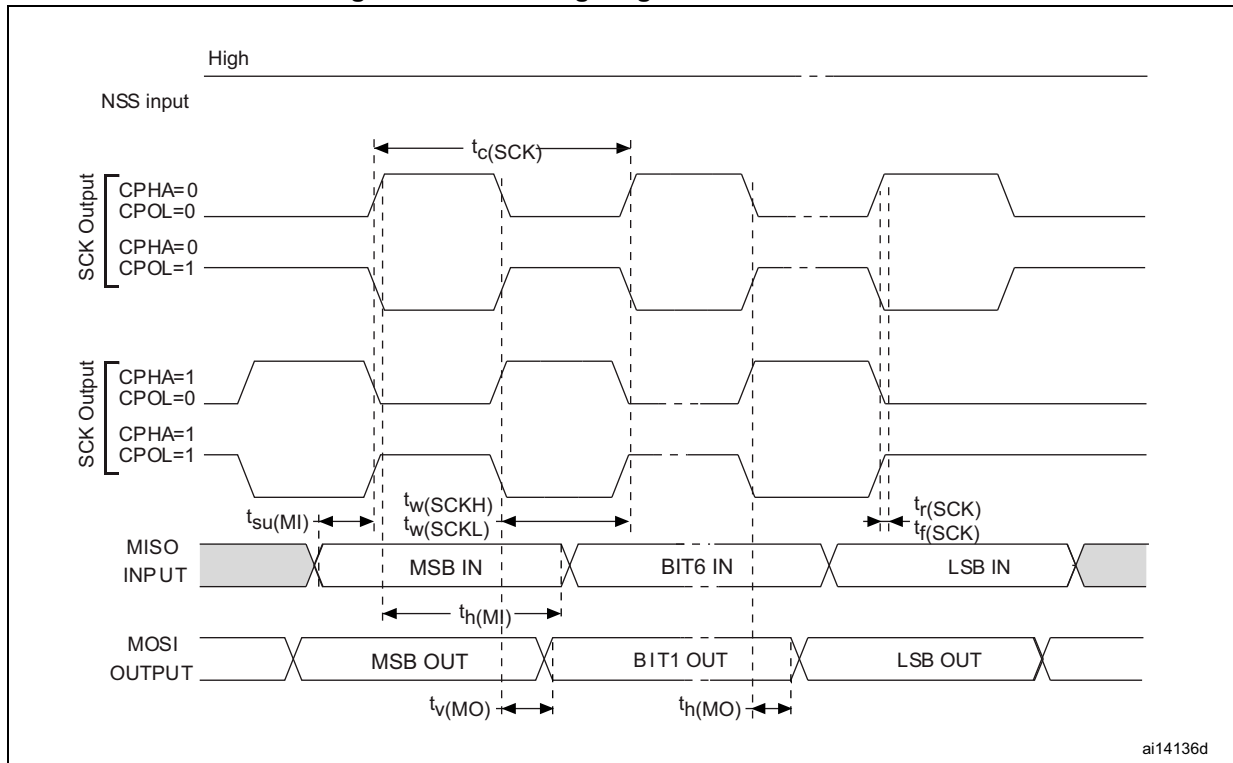 High
NSS input
tc(SCK)
SCK Output
CPHA=0
CPOL=0
CPHA=0
CPOL=1
SCK Output
CPHA=1
CPOL=0
CPHA=1
CPOL=1
tsu(MI)
tw(SCKH)
tw(SCKL)
tr(SCK)
tf(SCK)
MISO
INPUT
MSB IN
BIT6 IN
LSB IN
th(MI)
MOSI
OUTPUT
MSB OUT
BIT1 OUT
LSB OUT
tv(MO)
th(MO)
ai14136d